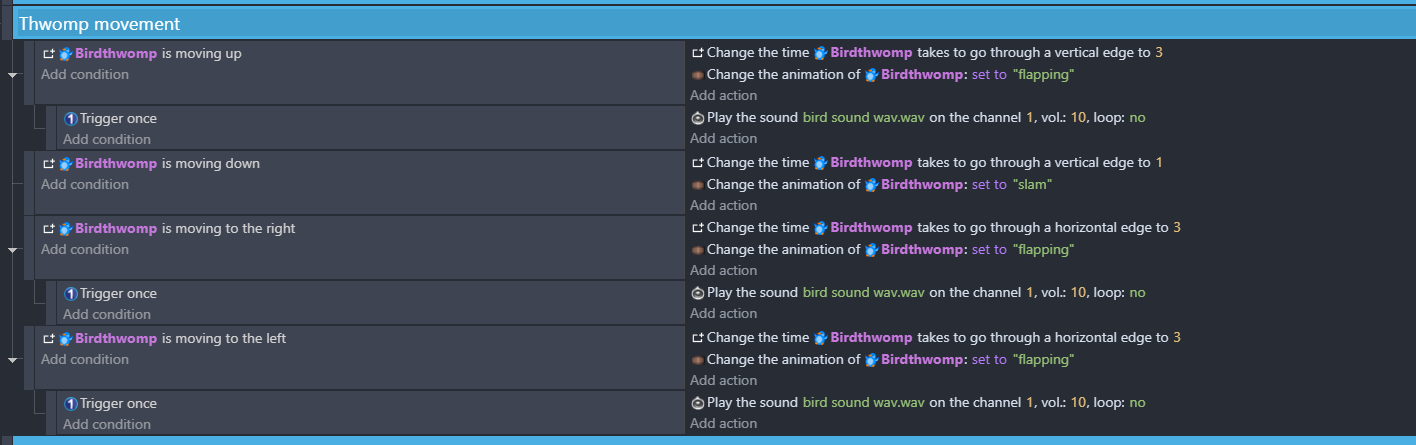 Thwomp movement
Birdthwomp is moving up
Add condition
Change the time Birdthwomp takes to go through a vertical edge to 3
Change the animation of Birdthwomp: set to "flapping"
Add action
1 Trigger once
Add condition
Play the sound bird sound wav.wav on the channel 1, vol.: 10, loop: no
Add action
Birdthwomp is moving down
Add condition
Change the time Birdthwomp takes to go through a vertical edge to 1
Change the animation of Birdthwomp: set to "slam"
Add action
Birdthwomp is moving to the right
Add condition
Change the time Birdthwomp takes to go through a horizontal edge to 3
Change the animation of Birdthwomp: set to "flapping"
Add action
1 Trigger once
Add condition
Play the sound bird sound wav.wav on the channel 1, vol.: 10, loop: no
Add action
Birdthwomp is moving to the left
Add condition
Change the time Birdthwomp takes to go through a horizontal edge to 3
Change the animation of Birdthwomp: set to "flapping"
Add action
1 Trigger once
Add condition
Play the sound bird sound wav.wav on the channel 1, vol.: 10, loop: no
Add action